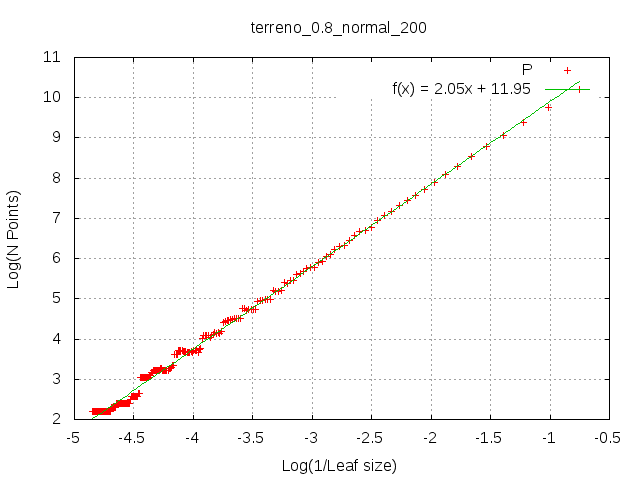 terreno_0.8_normal_200
11
10
9
8
7
6
5
4
3
2
Log(N Points)
P
f(x) = 2.05x + 11.95
-5 -4.5 -4 -3.5 -3 -2.5 -2 -1.5 -1 -0.5
Log(1/Leaf size)